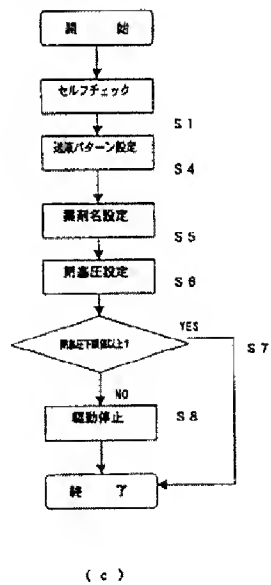 開 始
セルフチェック
S1
送液パターン設定
S4
薬剤名設定
S5
閉塞圧設定
S6
閉塞圧下限値以上?
YES
S7
NO
駆動停止
S8
終 了
(c)